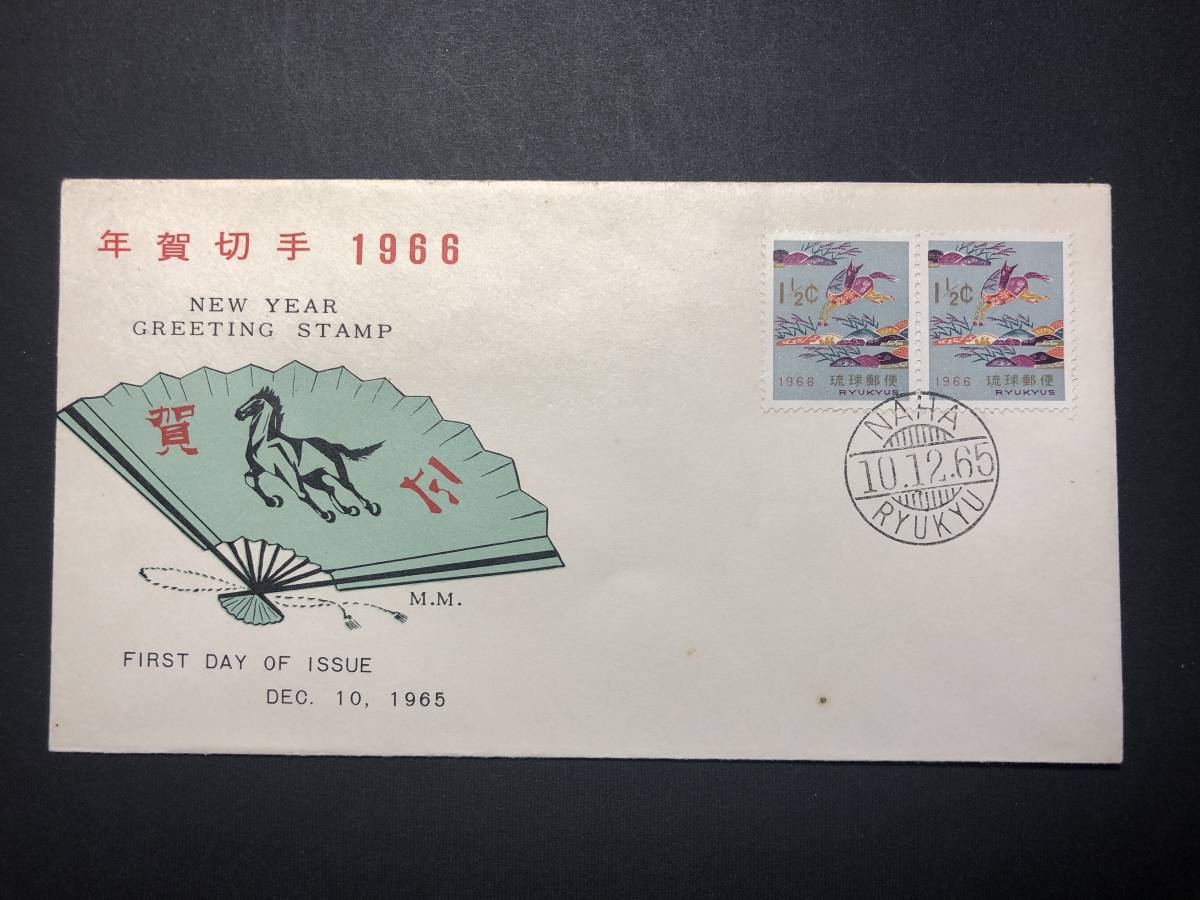 年賀切手 1966
NEW YEAR
GREETING STAMP
賀
M.M.
FIRST DAY OF ISSUE
DEC. 10, 1965
1½¢
1966 琉球郵便
RYUKYUS
1½¢
1966 琉球郵便
RYUKYUS
NAHA
10.12.65
RYUKYU